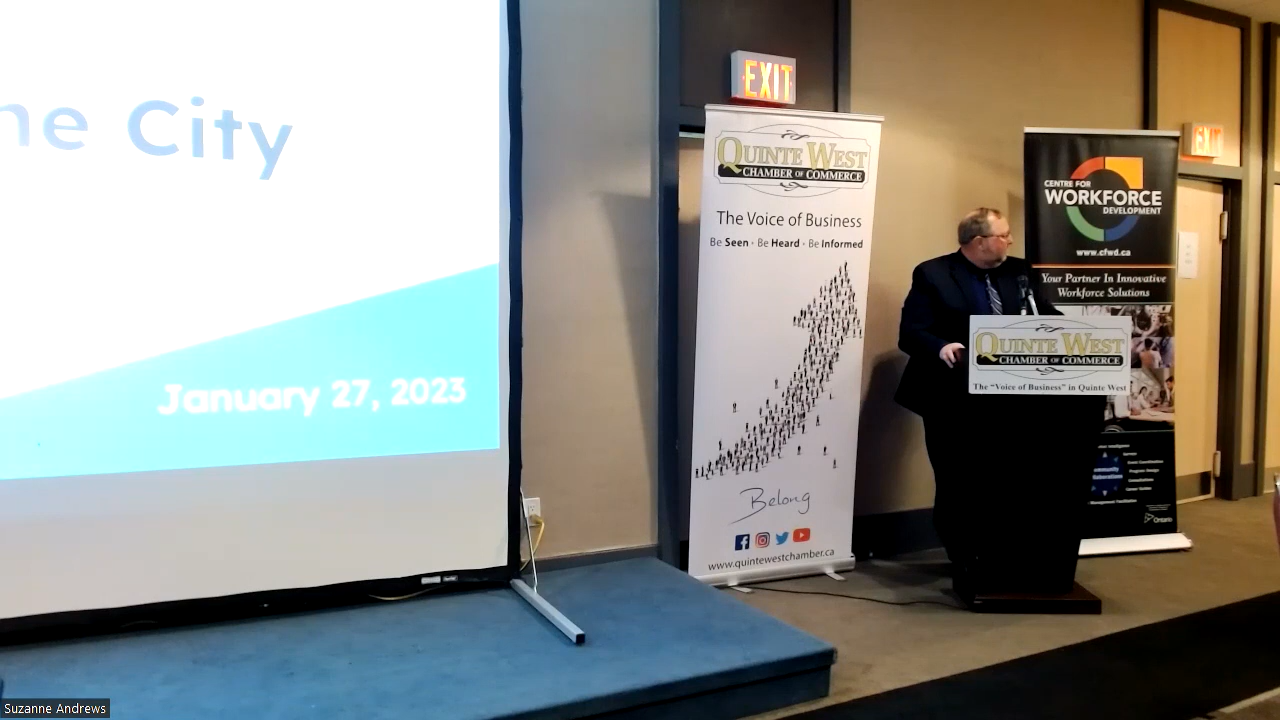 he City
January 27, 2023
EXIT
QUINTE WEST
CHAMBER OF COMMERCE
The Voice of Business
Be Seen • Be Heard • Be Informed
Belong
www.quintewestchamber.ca
EXIT
CENTRE FOR
WORKFORCE
DEVELOPMENT
www.cfwd.ca
Your Partner In Innovative
Workforce Solutions
Ontario
QUINTE WEST
CHAMBER OF COMMERCE
The "Voice of Business" in Quinte West
Suzanne Andrews